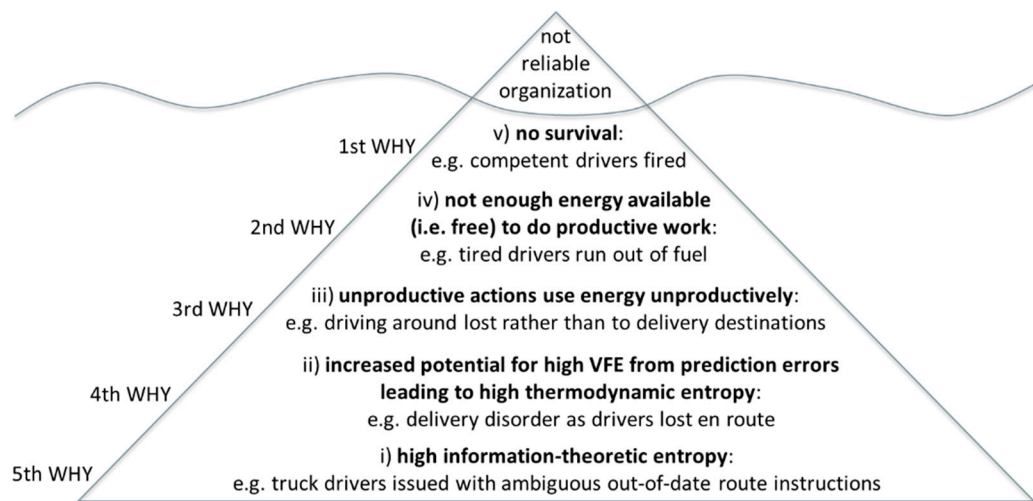 not
reliable
organization
1st WHY
v) no survival:
e.g. competent drivers fired
2nd WHY
iv) not enough energy available
(i.e. free) to do productive work:
e.g. tired drivers run out of fuel
3rd WHY
iii) unproductive actions use energy unproductively:
e.g. driving around lost rather than to delivery destinations
4th WHY
ii) increased potential for high VFE from prediction errors
leading to high thermodynamic entropy:
e.g. delivery disorder as drivers lost en route
5th WHY
i) high information-theoretic entropy:
e.g. truck drivers issued with ambiguous out-of-date route instructions